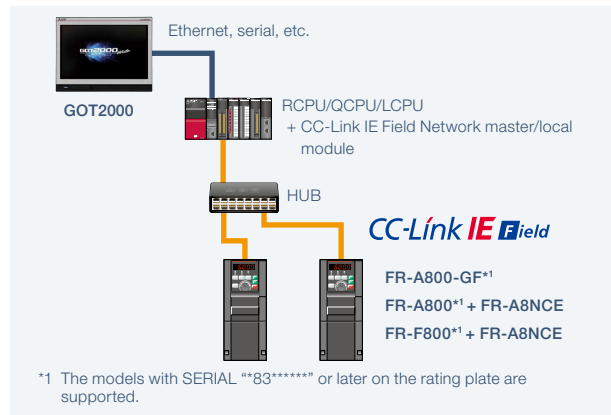 Ethernet, serial, etc.
GOT2000
GOT2000
RCPU/QCPU/LCPU
+ CC-Link IE Field Network master/local
module
HUB
CC-Link IE Field
FR-A800-GF*1
FR-A800*1 + FR-A8NCE
FR-F800*1 + FR-A8NCE
*1 The models with SERIAL "*83******" or later on the rating plate are
supported.